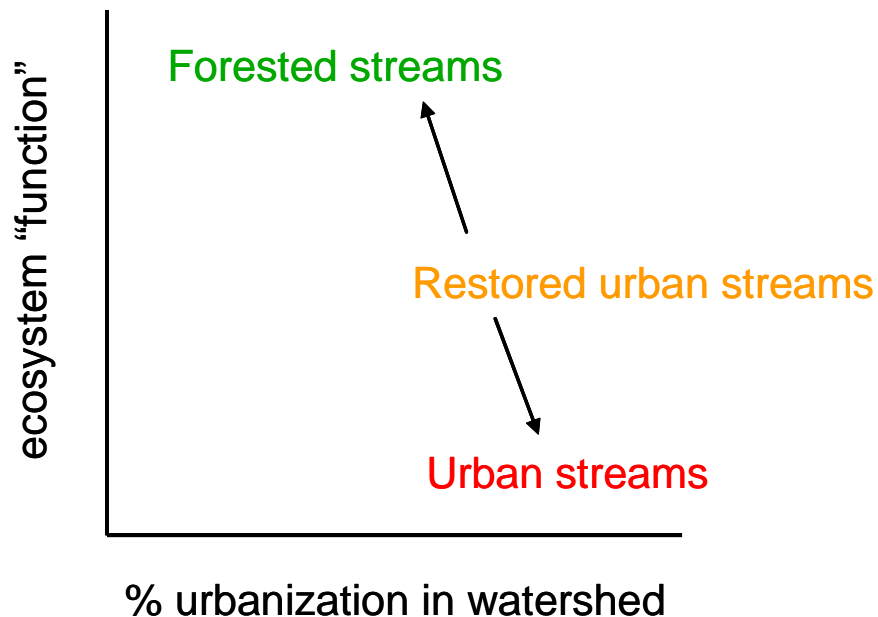 ecosystem “function”
Forested streams
Restored urban streams
Urban streams
% urbanization in watershed